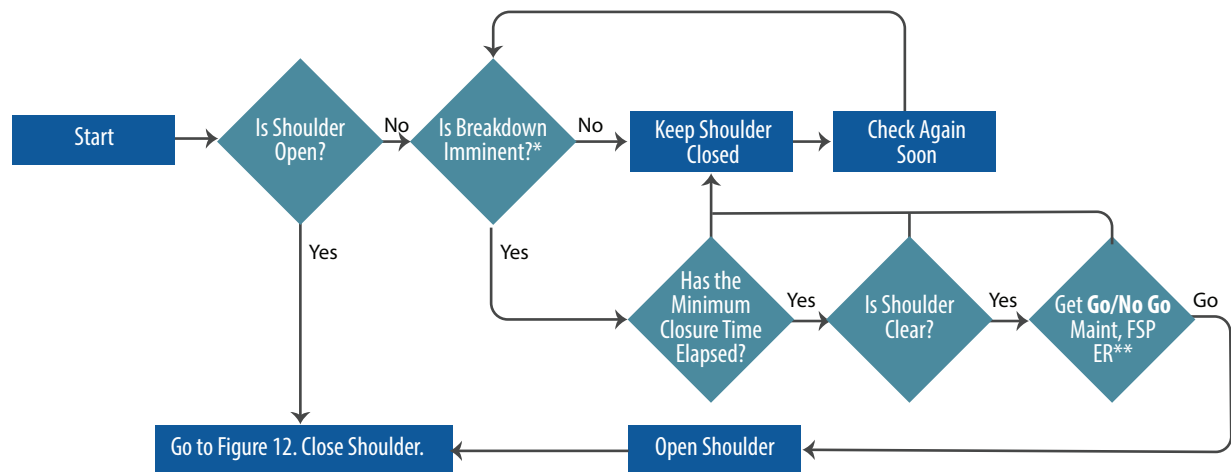 Start
Is Shoulder
Open?
No
Is Breakdown
Imminent?*
No
Keep Shoulder
Closed
Check Again
Soon
Yes
Yes
Has the
Minimum
Closure Time
Elapsed?
Yes
Is Shoulder
Clear?
Yes
Get Go/No Go
Maint, FSP
ER**
Go
Go to Figure 12. Close Shoulder.
Open Shoulder